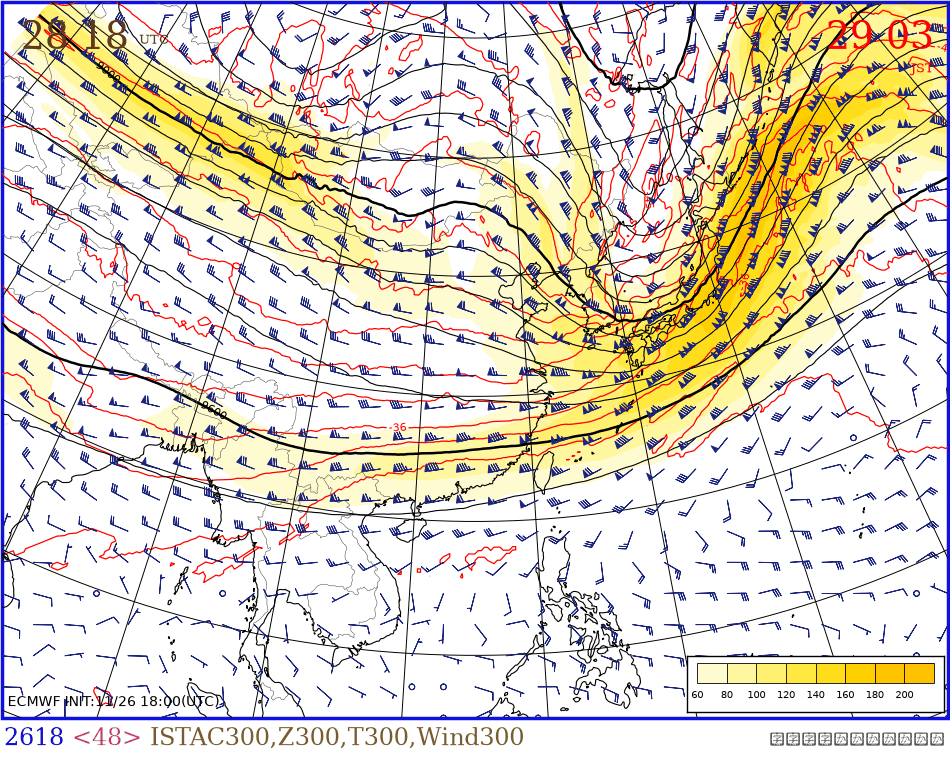 28 18 UTC
29 03 JST
9000
9600
-36
60 80 100 120 140 160 180 200
ECMWF INIT:11/26 18:00(UTC)
2618 <48> ISTAC300,Z300,T300,Wind300